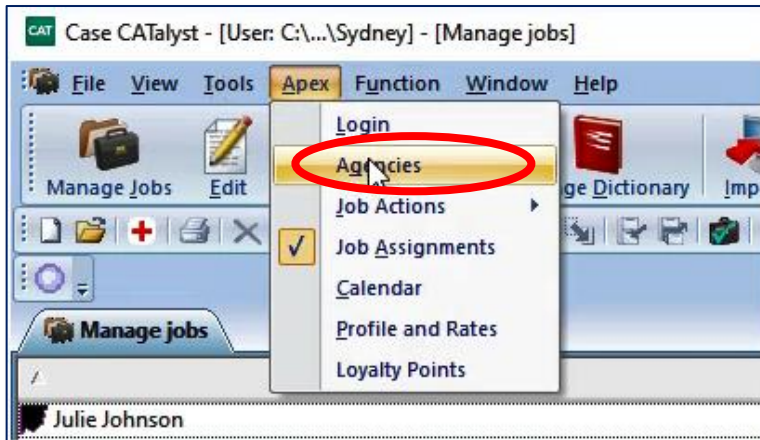 CAT Case CATalyst - [User: C:\...\Sydney] - [Manage jobs]
File View Tools Apex Function Window Help
Manage Jobs Edit ge Dictionary Imp
Login
Agencies
Job Actions
Job Assignments
Calendar
Profile and Rates
Loyalty Points
Manage jobs
Julie Johnson